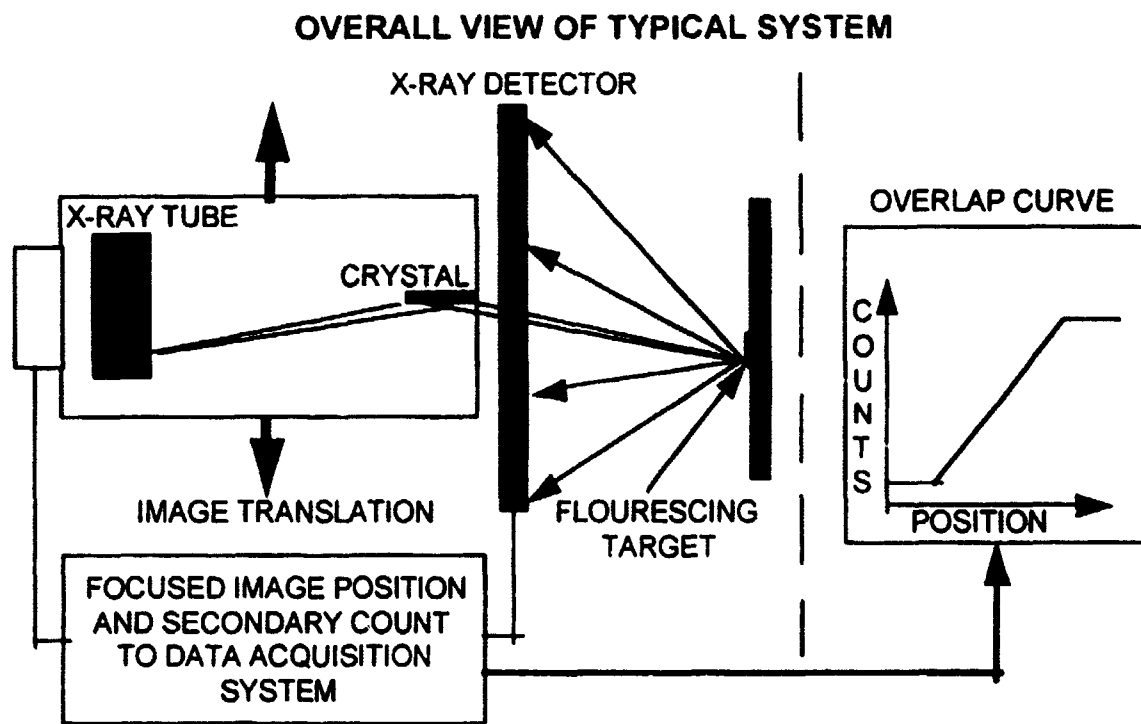 OVERALL VIEW OF TYPICAL SYSTEM
X-RAY DETECTOR
X-RAY TUBE
CRYSTAL
OVERLAP CURVE
COUNTS
POSITION
IMAGE TRANSLATION
FLOURESCING
TARGET
FOCUSED IMAGE POSITION
AND SECONDARY COUNT
TO DATA ACQUISITION
SYSTEM